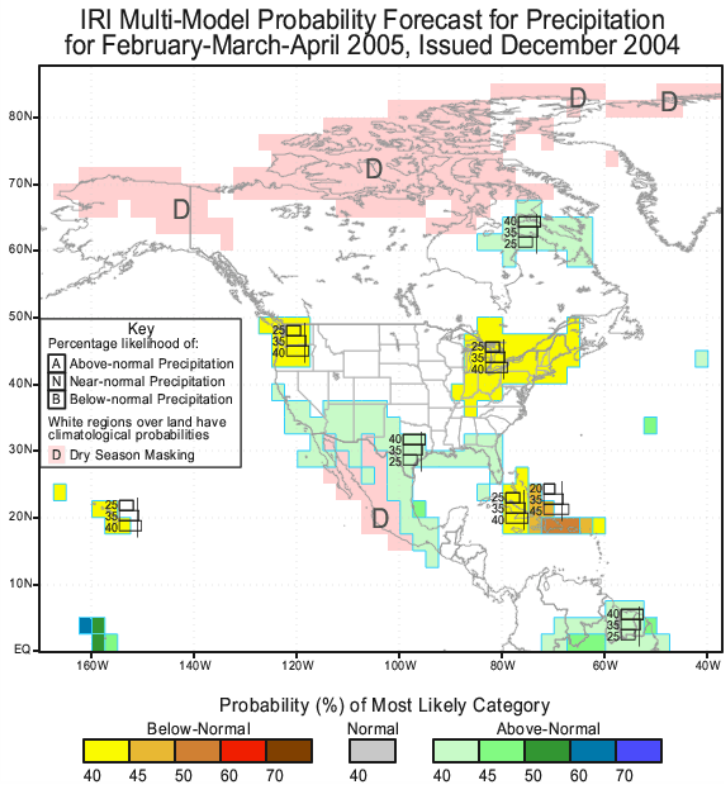 IRI Multi-Model Probability Forecast for Precipitation
for February-March-April 2005, Issued December 2004
D
D
80N
D
70N
D
40
35
25
60N
50N
Key
Percentage likelihood of:
A Above-normal Precipitation
N Near-normal Precipitation
B Below-normal Precipitation
White regions over land have
climatological probabilities
D Dry Season Masking
25
35
40
25
35
40
40N
40
35
25
30N
25
35
40
25
35
40
20
35
45
20N
D
10N
40
35
25
EQ
160W 140W 120W 100W 80W 60W 40W
Probability (%) of Most Likely Category
Below-Normal Normal Above-Normal
40 45 50 60 70 40 40 45 50 60 70